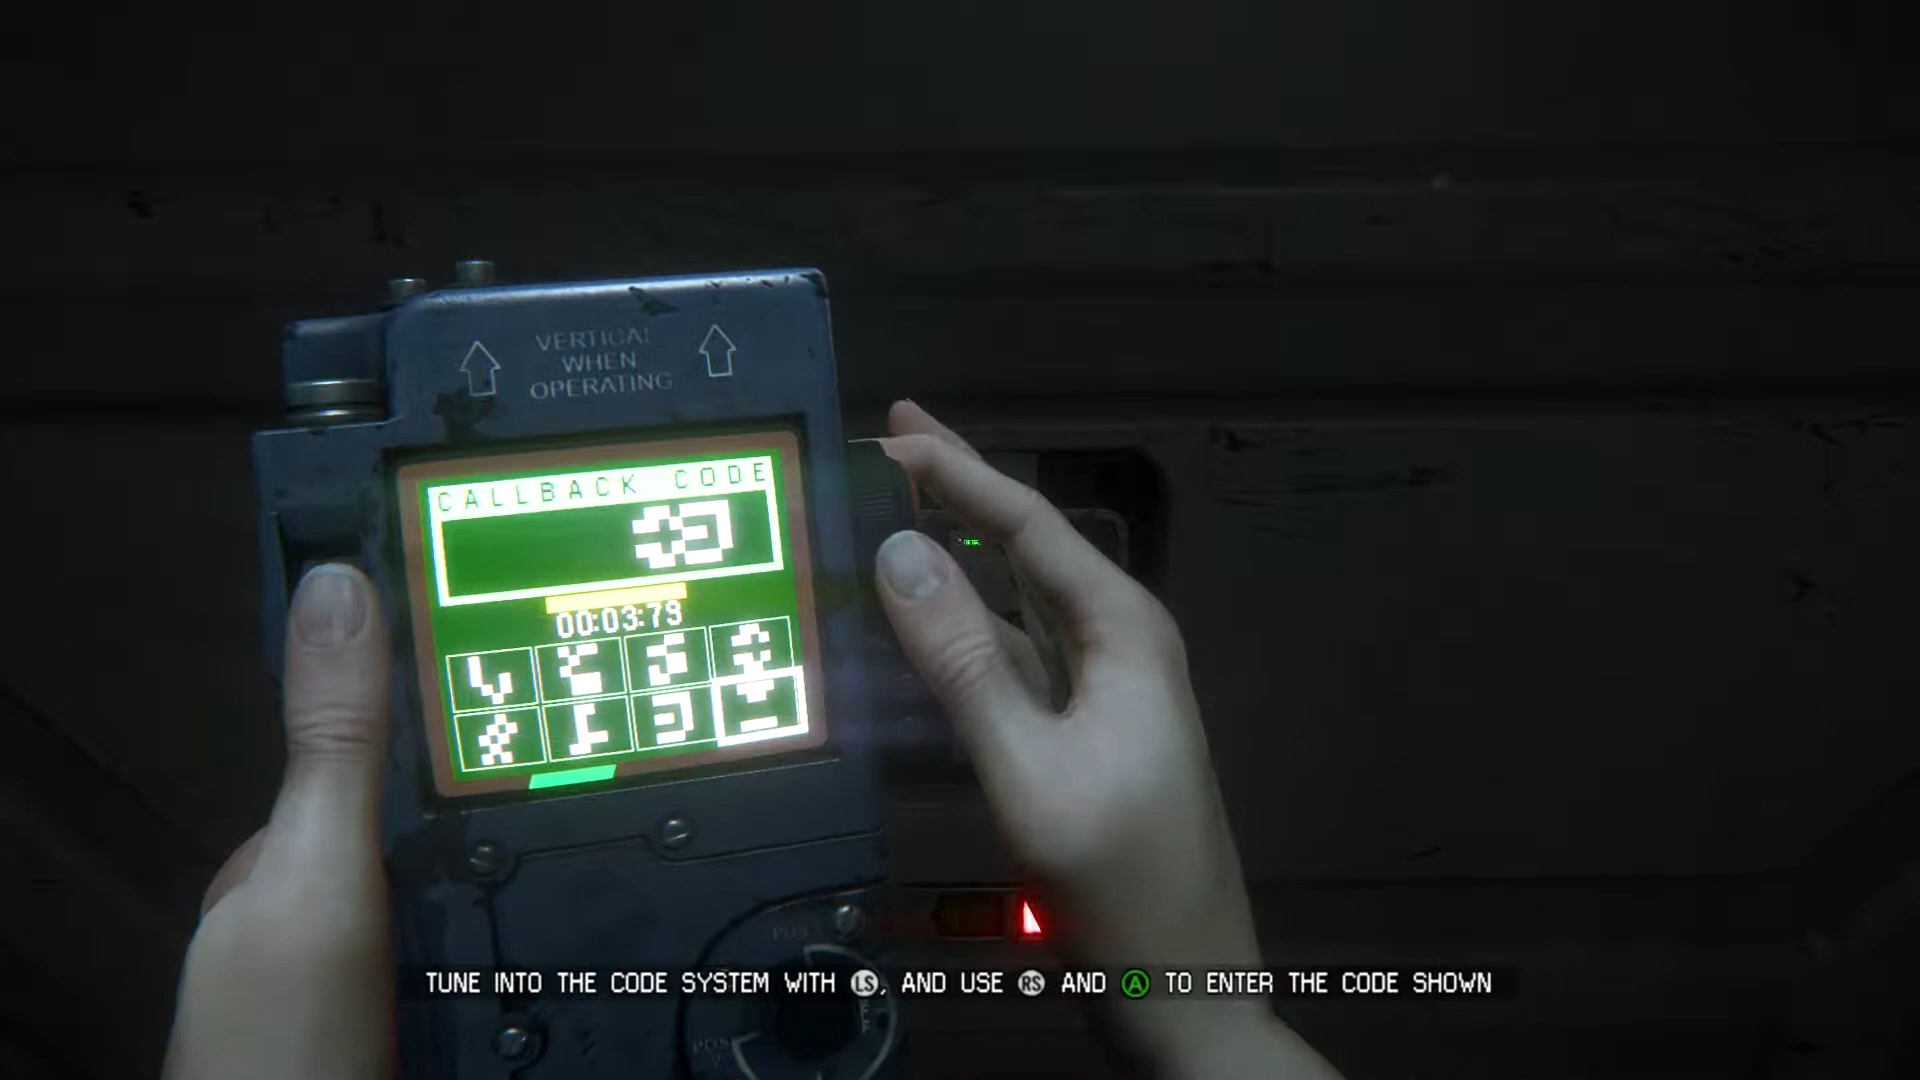 VERTICAL
WHEN
OPERATING
CALLBACK CODE
00:03:79
TUNE INTO THE CODE SYSTEM WITH LS, AND USE RS AND A TO ENTER THE CODE SHOWN